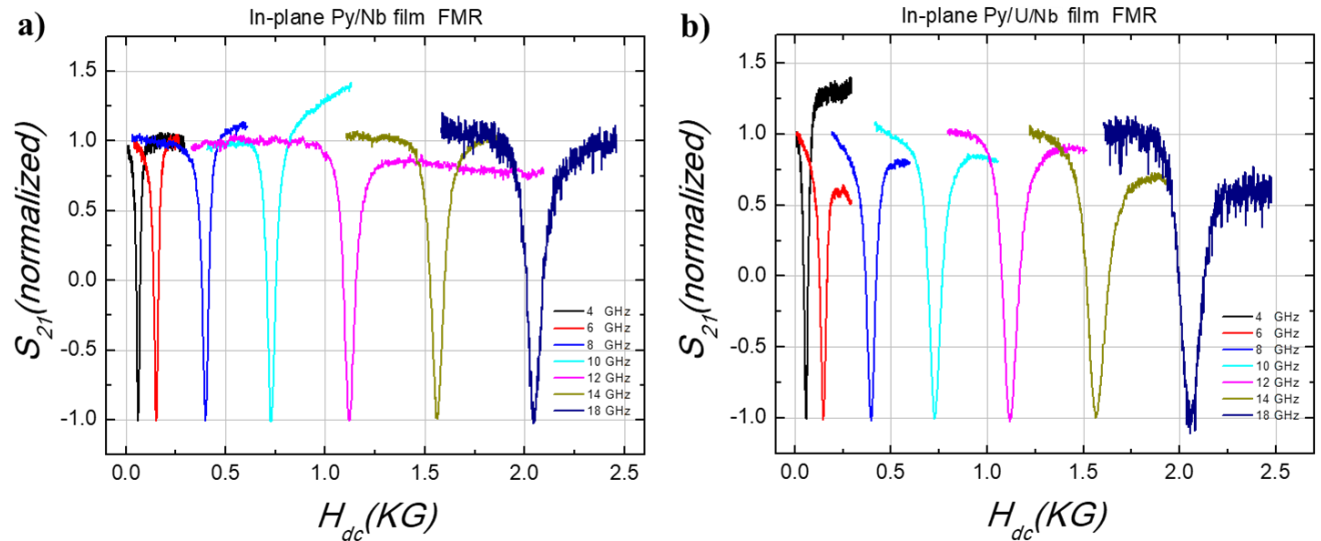 a)
In-plane Py/Nb film FMR
S21(normalized)
1.5
1.0
0.5
0.0
-0.5
-1.0
4 GHz
6 GHz
8 GHz
10 GHz
12 GHz
14 GHz
18 GHz
0.0 0.5 1.0 1.5 2.0 2.5
Hdc(KG)
b)
In-plane Py/U/Nb film FMR
S21(normalized)
1.5
1.0
0.5
0.0
-0.5
-1.0
4 GHz
6 GHz
8 GHz
10 GHz
12 GHz
14 GHz
18 GHz
0.0 0.5 1.0 1.5 2.0 2.5
Hdc(KG)